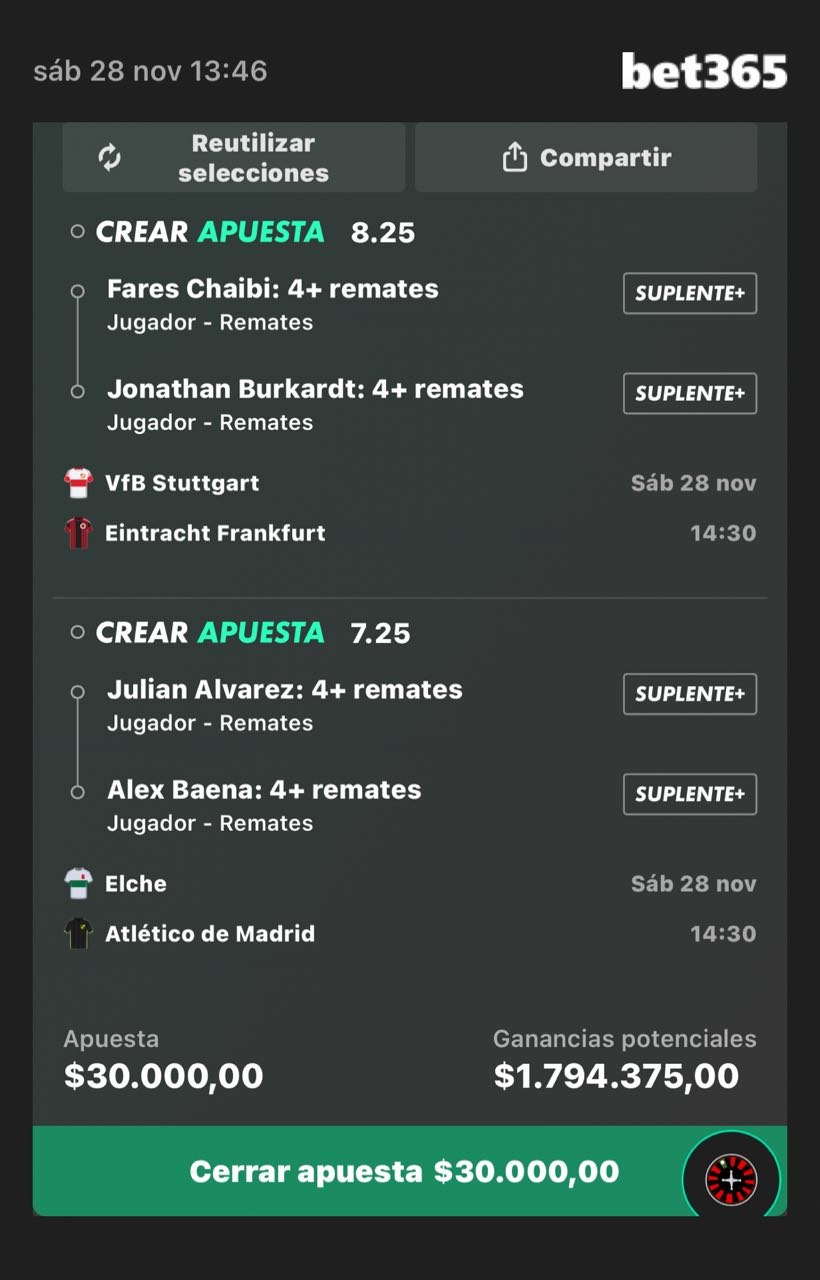 sáb 28 nov 13:46
bet365
Reutilizar
selecciones
Compartir
CREAR APUESTA 8.25
Fares Chaibi: 4+ remates
SUPLENTE+
Jugador - Remates
Jonathan Burkardt: 4+ remates
SUPLENTE+
Jugador - Remates
VfB Stuttgart
Sáb 28 nov
Eintracht Frankfurt
14:30
CREAR APUESTA 7.25
Julian Alvarez: 4+ remates
SUPLENTE+
Jugador - Remates
Alex Baena: 4+ remates
SUPLENTE+
Jugador - Remates
Elche
Sáb 28 nov
Atlético de Madrid
14:30
Apuesta
Ganancias potenciales
$30.000,00
$1.794.375,00
Cerrar apuesta $30.000,00